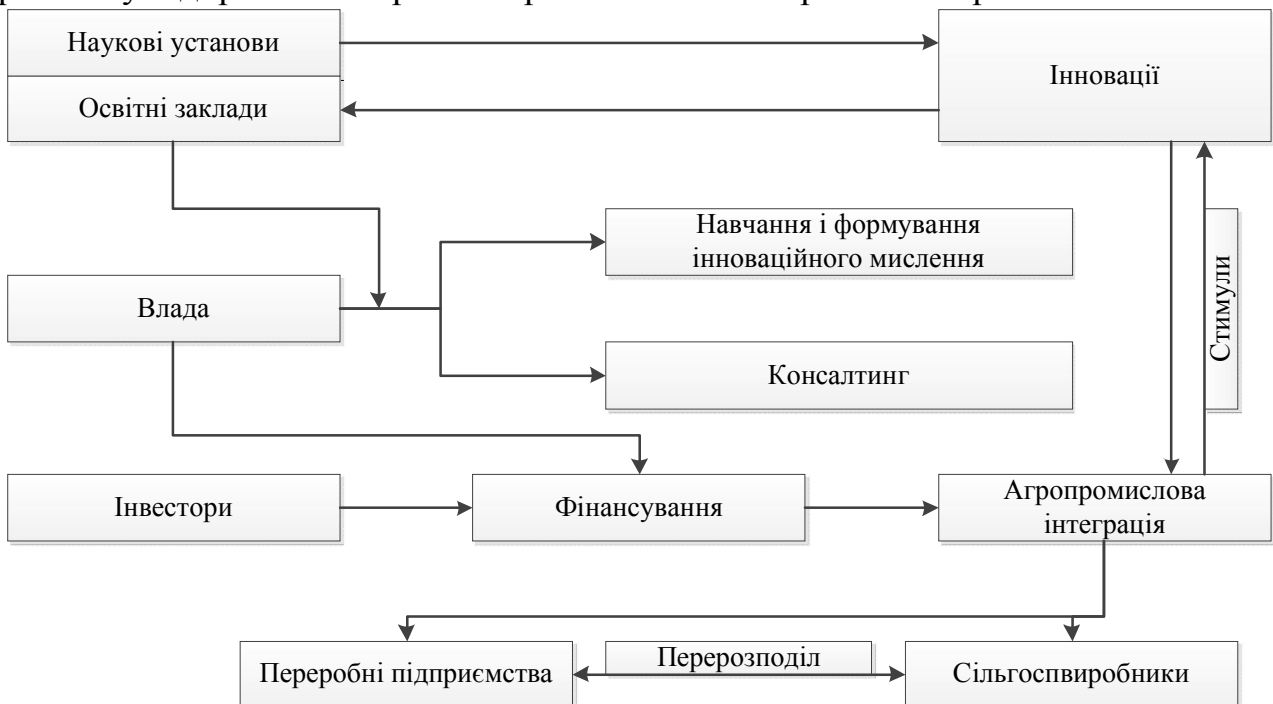 Наукові установи
Інновації
Освітні заклади
Навчання і формування
інноваційного мислення
Влада
Стимули
Консалтинг
Інвестори
Фінансування
Агропромислова
інтеграція
Переробні підприємства
Перерозподіл
Сільгоспвиробники